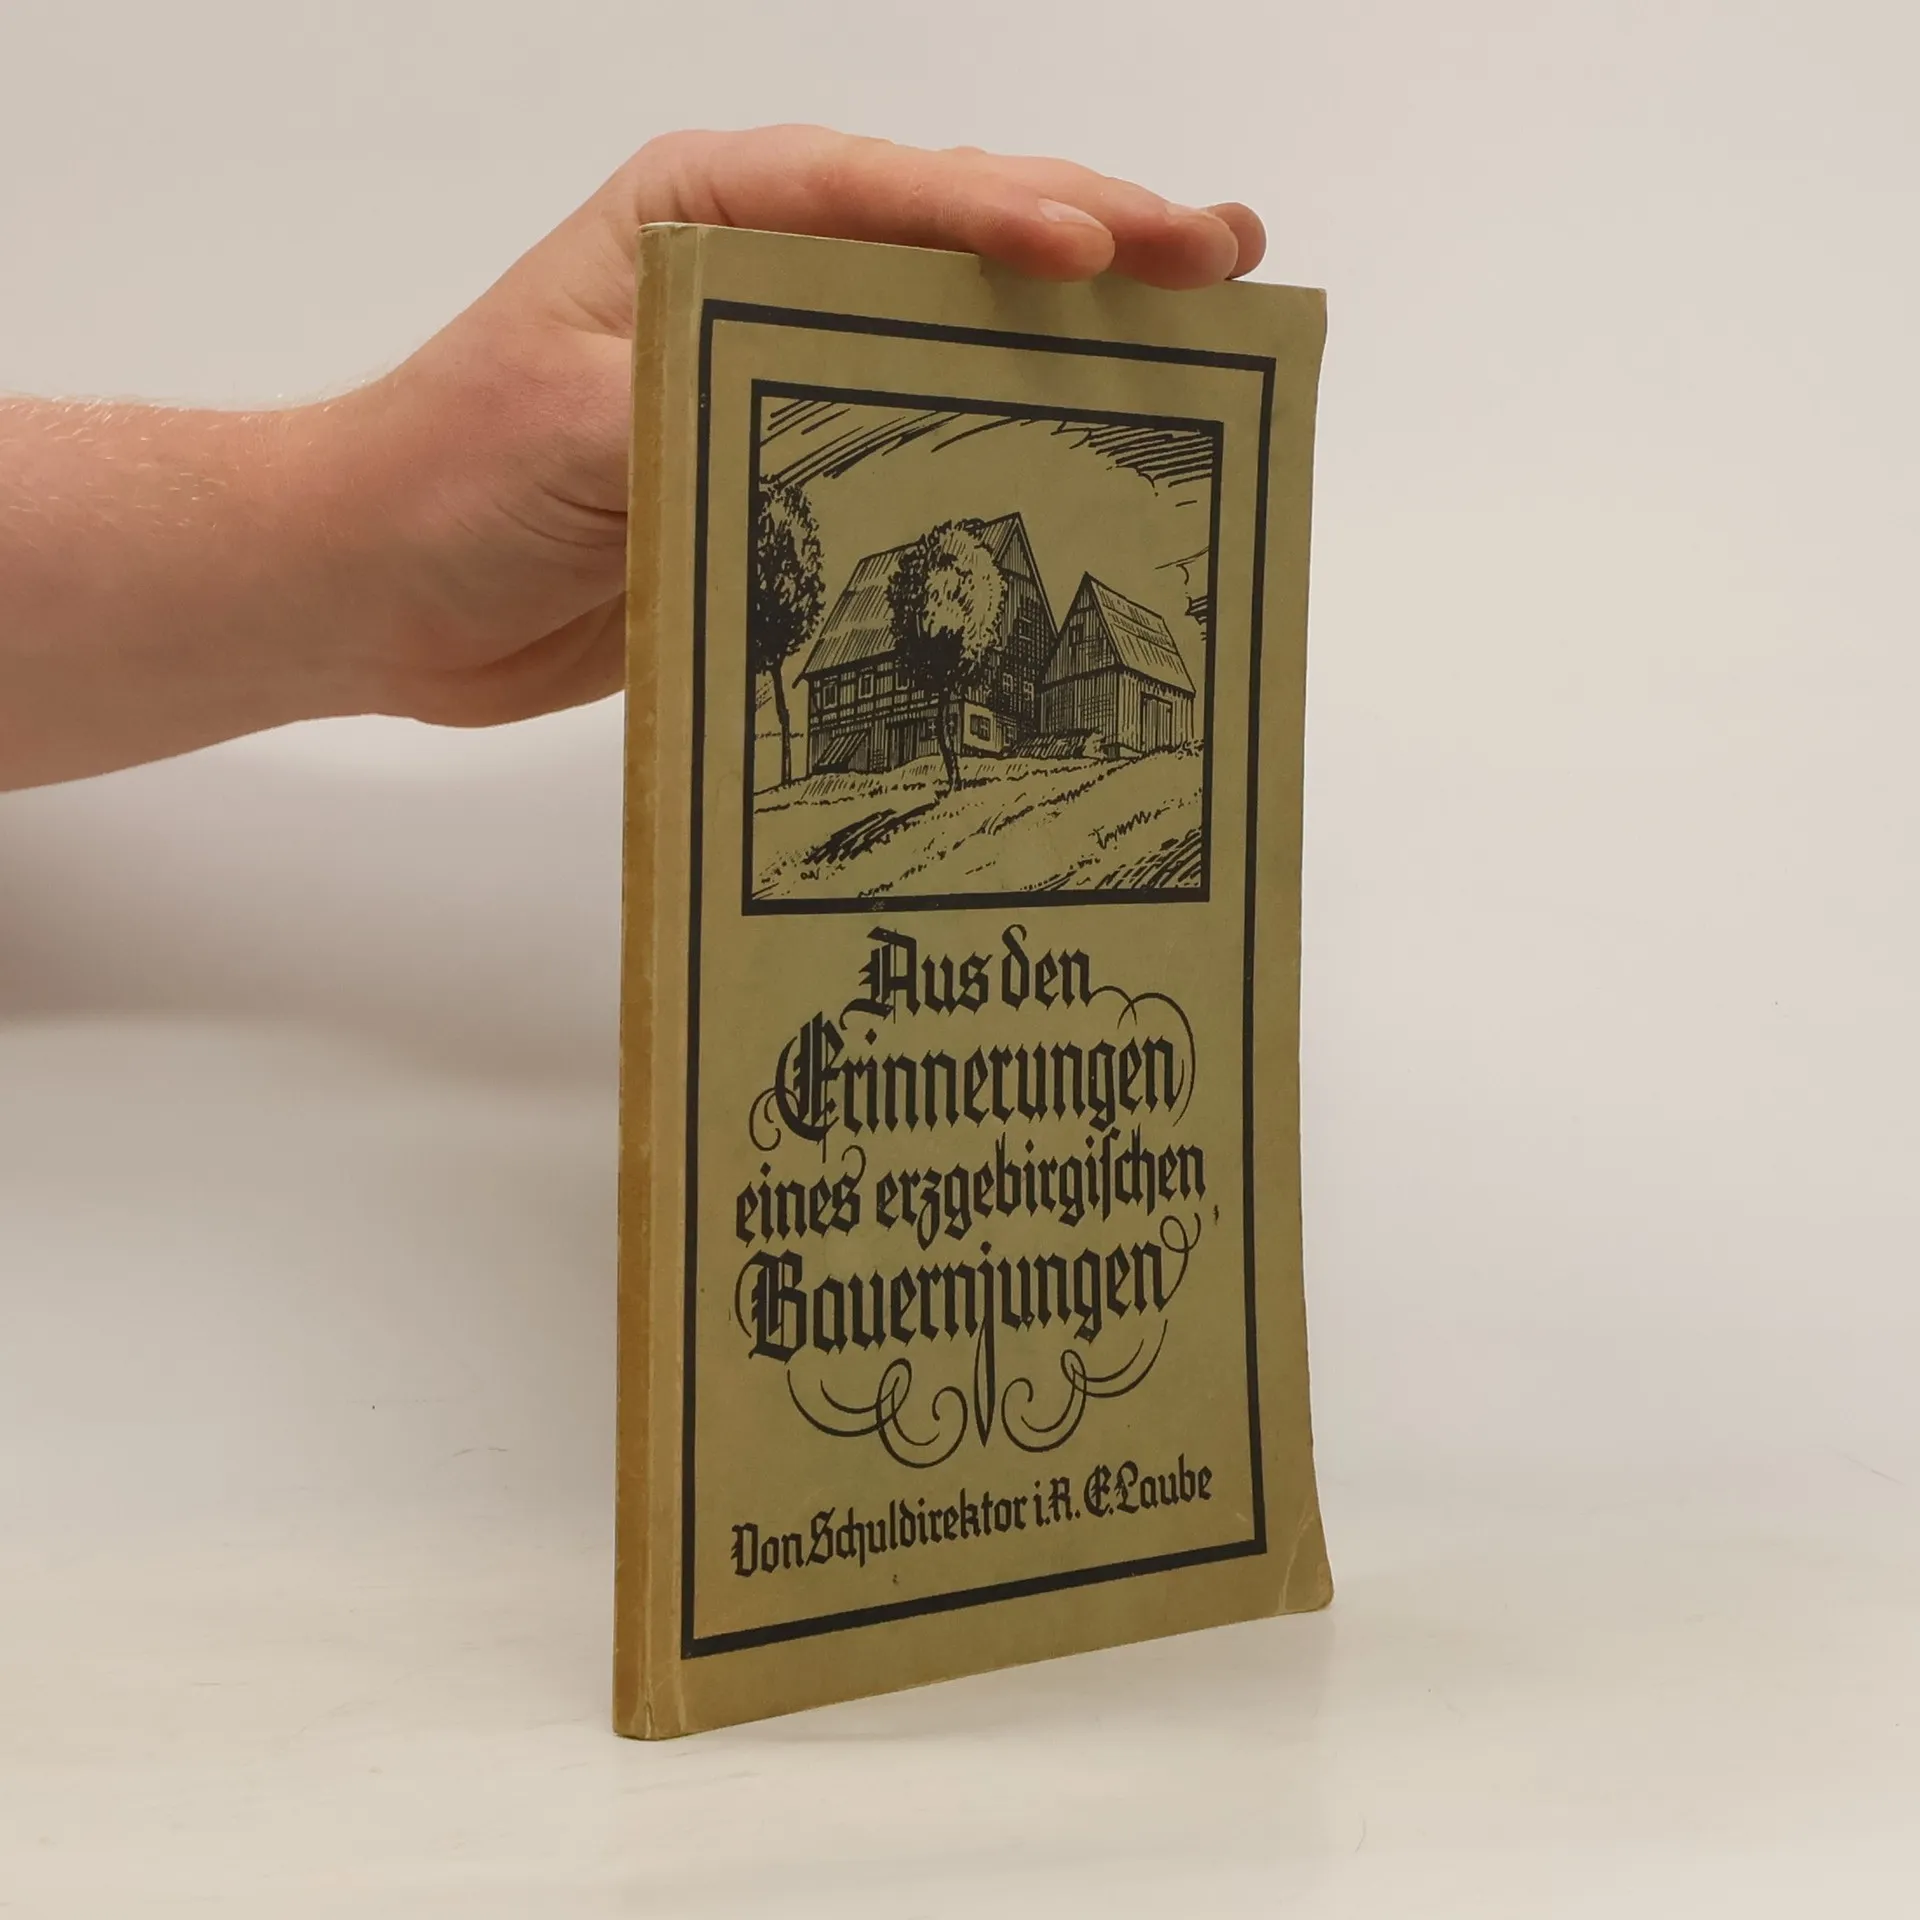 Aus den
Erinnerungen
eines erzgebirgiſchen
Bauernjungen
Von Schuldirektor i.R. E. Laube